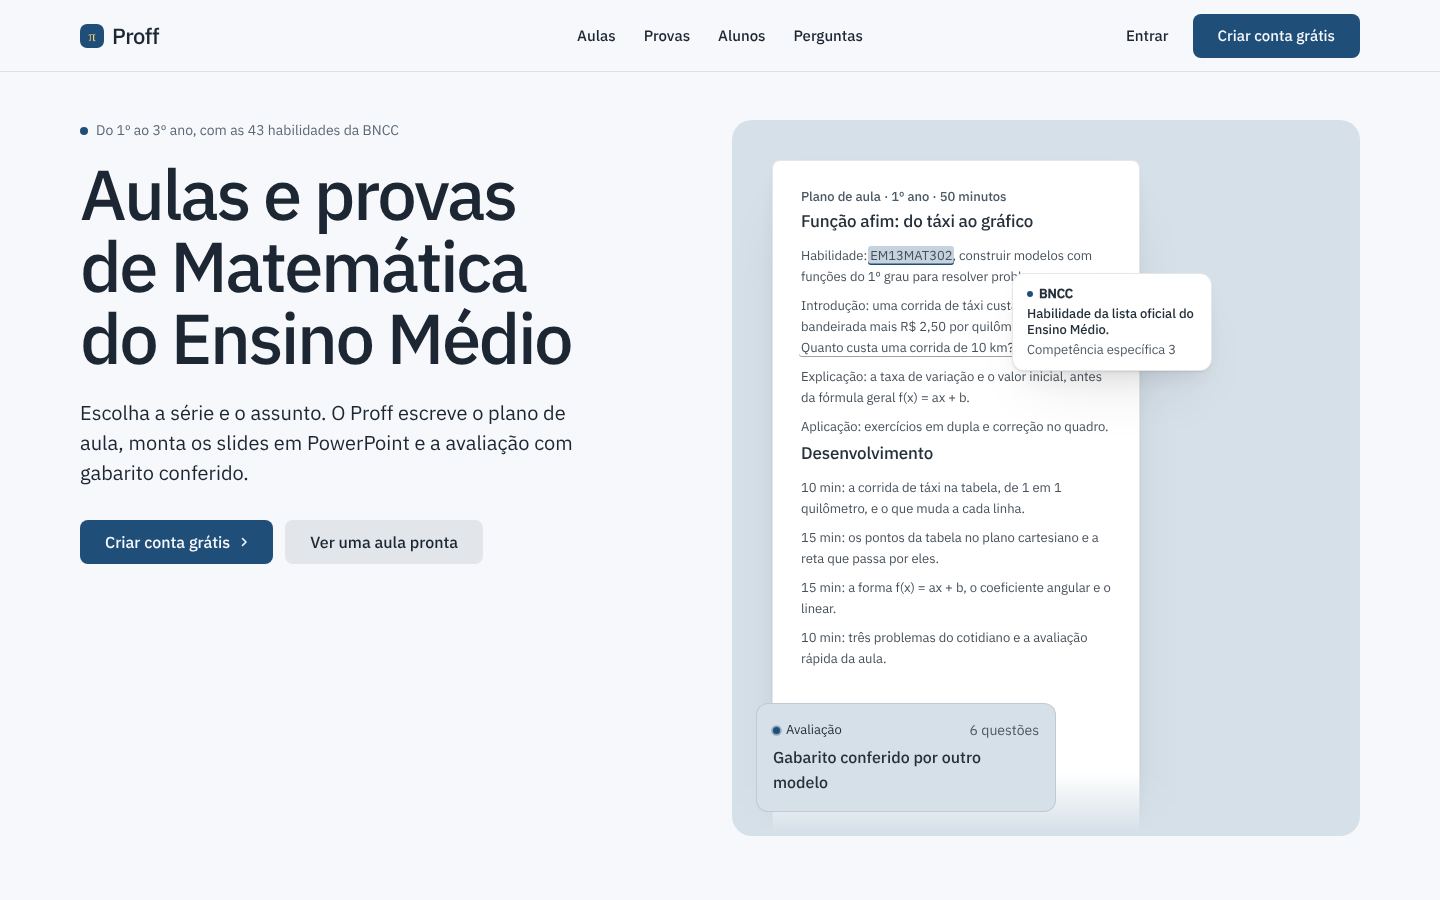 π Proff
Aulas Provas Alunos Perguntas
Entrar
Criar conta grátis
Do 1º ao 3º ano, com as 43 habilidades da BNCC
Aulas e provas
de Matemática
do Ensino Médio
Escolha a série e o assunto. O Proff escreve o plano de
aula, monta os slides em PowerPoint e a avaliação com
gabarito conferido.
Criar conta grátis
Ver uma aula pronta
Plano de aula · 1º ano · 50 minutos
Função afim: do táxi ao gráfico
Habilidade: EM13MAT302, construir modelos com
funções do 1º grau para resolver
BNCC
Habilidade da lista oficial do
Ensino Médio.
Competência específica 3
Introdução: uma corrida de táxi
bandeirada mais R$ 2,50 por
Quanto custa uma corrida de 10 km?
Explicação: a taxa de variação e o valor inicial, antes
da fórmula geral f(x) = ax + b.
Aplicação: exercícios em dupla e correção no quadro.
Desenvolvimento
10 min: a corrida de táxi na tabela, de 1 em 1
quilômetro, e o que muda a cada linha.
15 min: os pontos da tabela no plano cartesiano e a
reta que passa por eles.
15 min: a forma f(x) = ax + b, o coeficiente angular e o
linear.
10 min: três problemas do cotidiano e a avaliação
rápida da aula.
Avaliação 6 questões
Gabarito conferido por outro
modelo